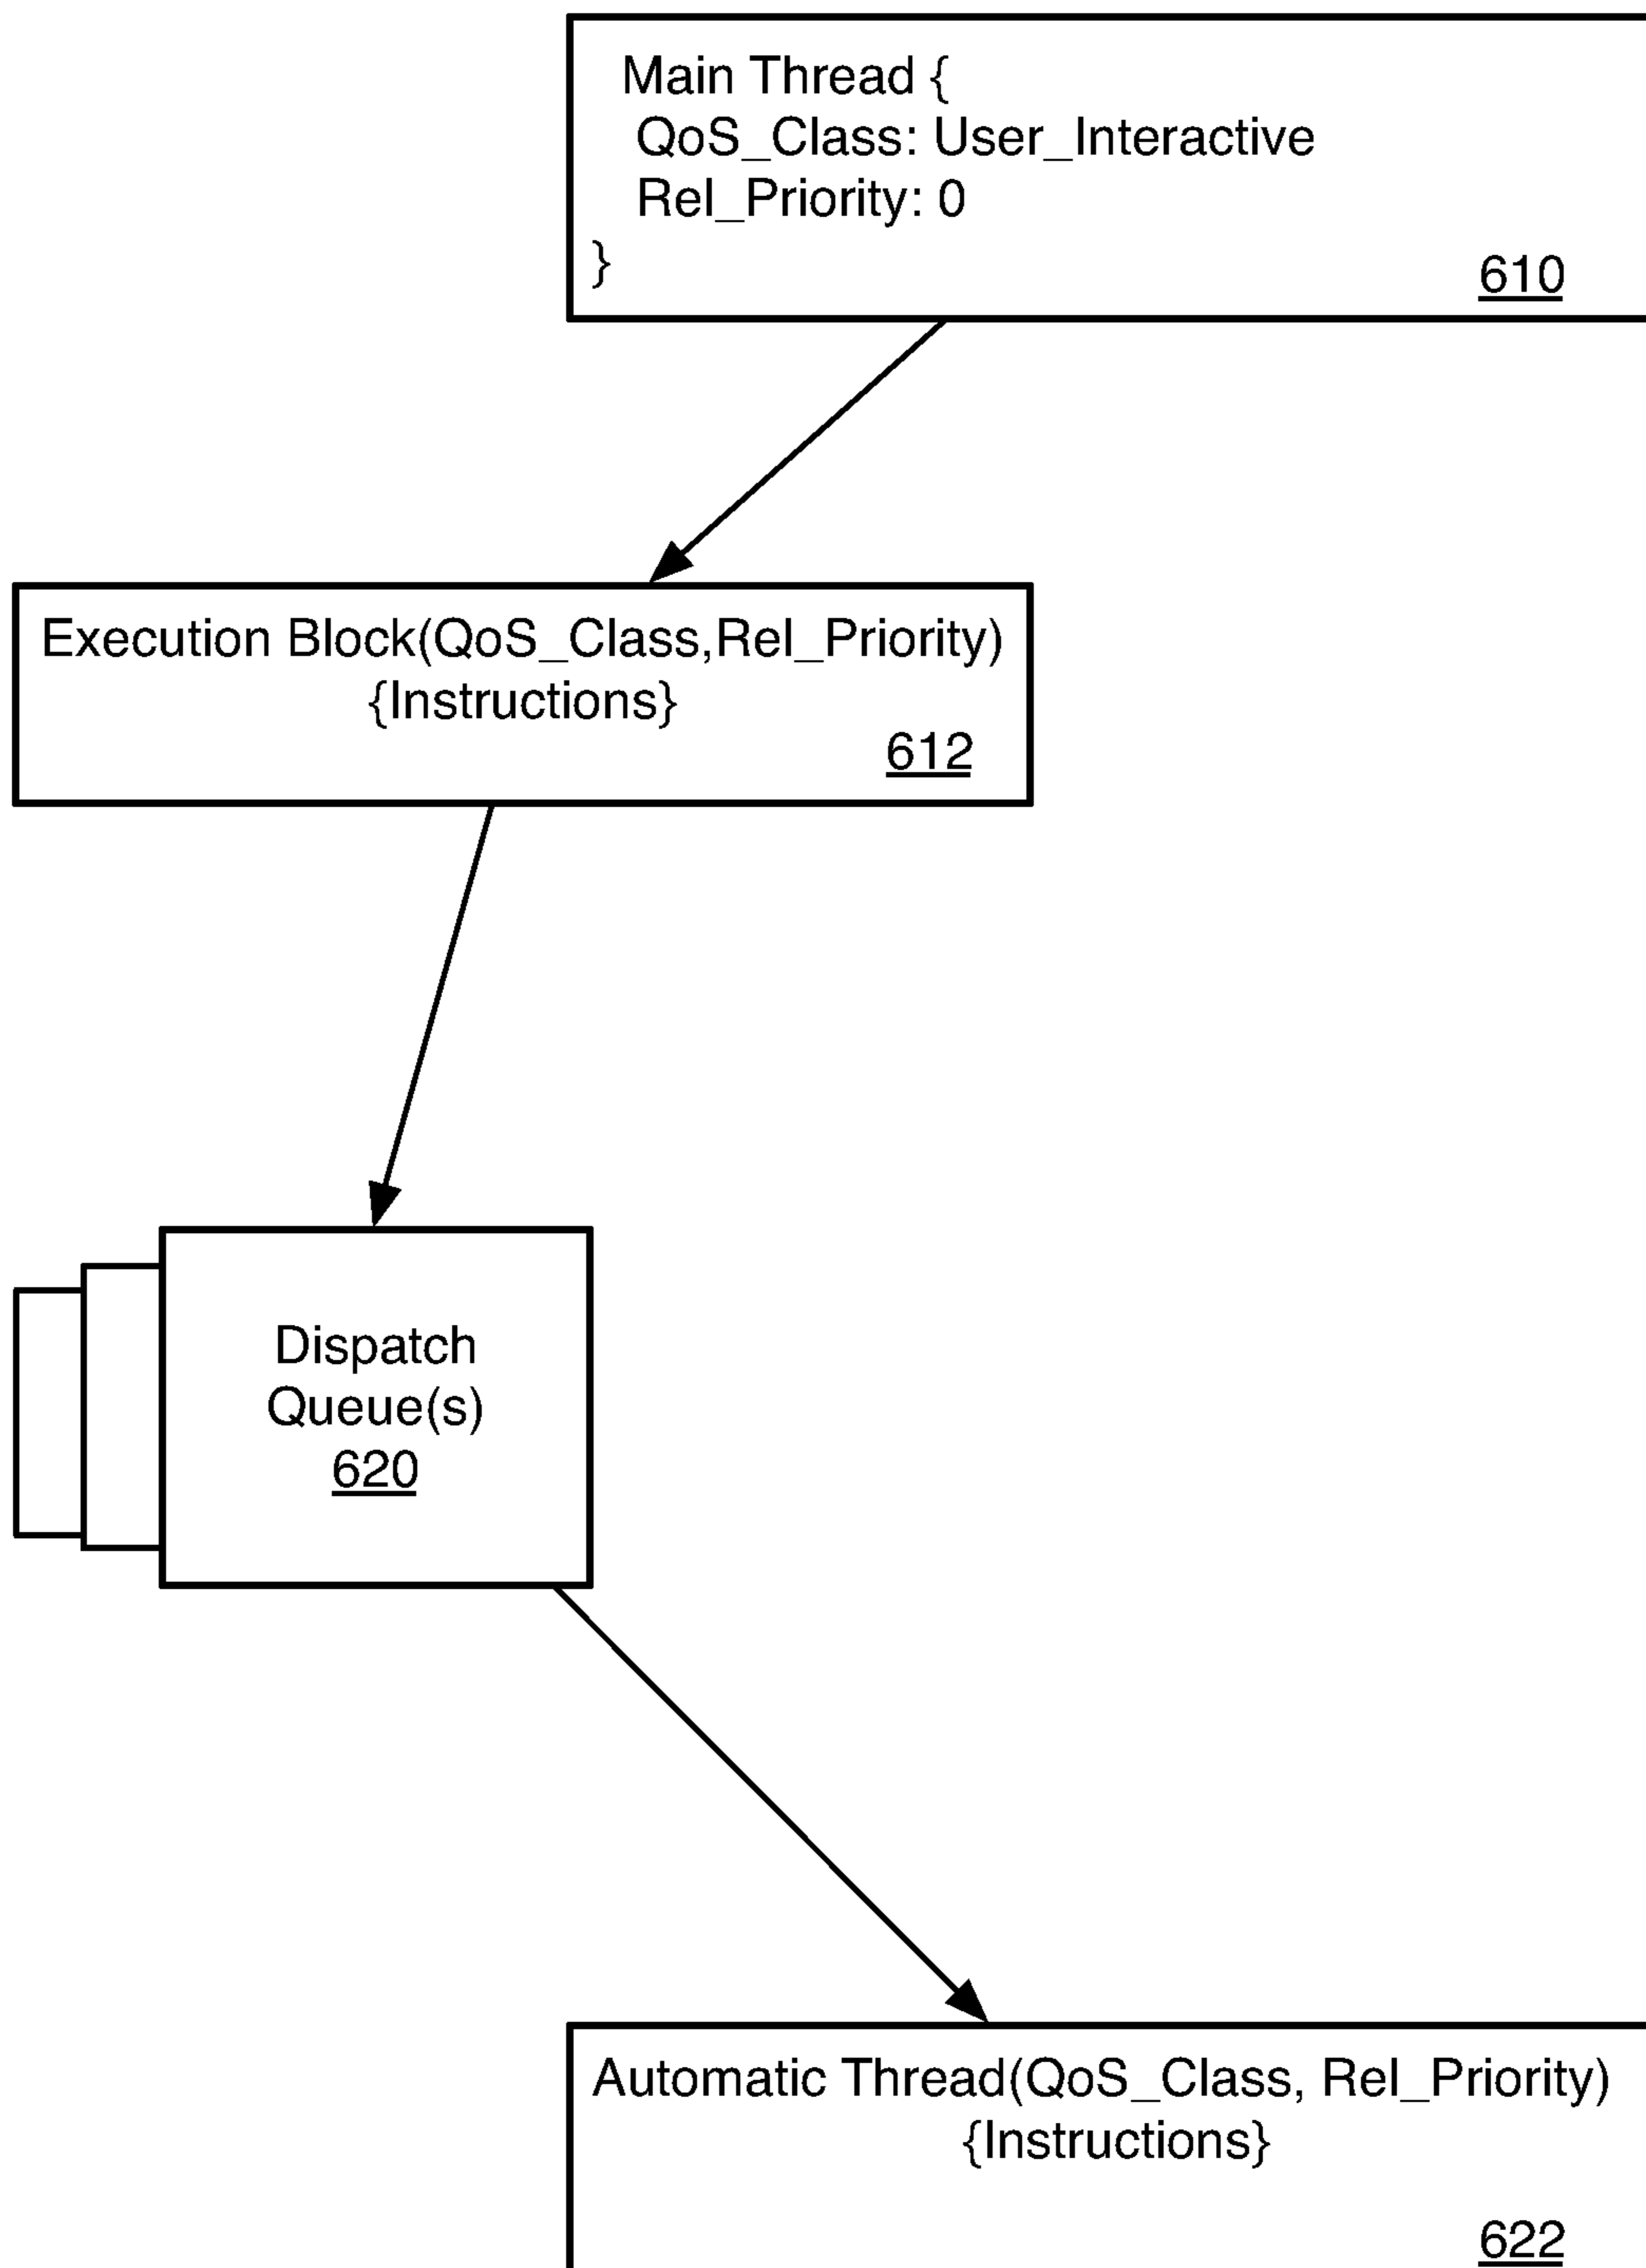 Main Thread {
QoS_Class: User_Interactive
Rel_Priority: 0
}
610
Execution Block(QoS_Class,Rel_Priority)
{Instructions}
612
Dispatch
Queue(s)
620
Automatic Thread(QoS_Class, Rel_Priority)
{Instructions}
622